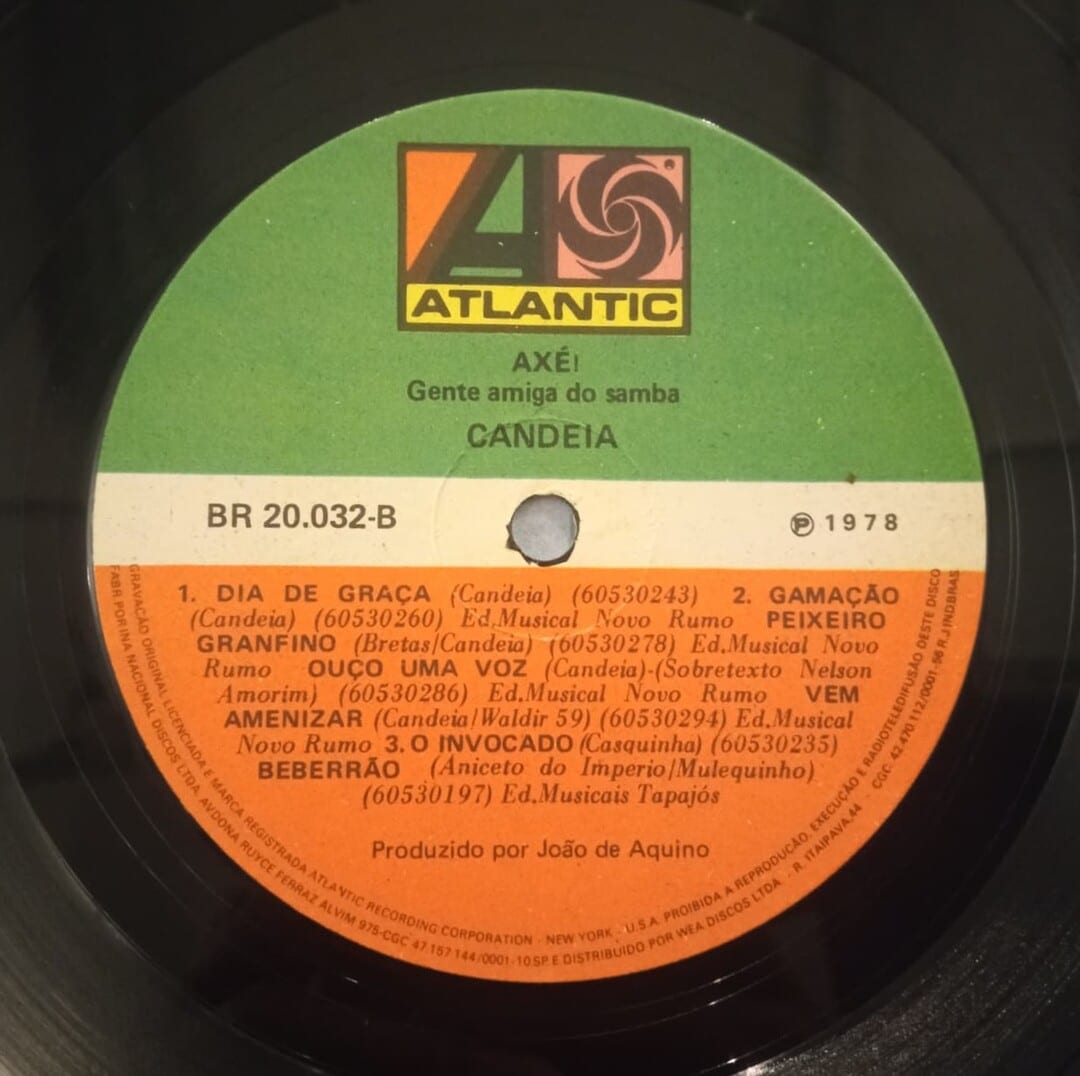 ATLANTIC
AXÉ!
Gente amiga do samba
CANDEIA
BR 20.032-B
Ⓟ 1978
1. DIA DE GRAÇA (Candeia) (60530243) 2. GAMAÇÃO
(Candeia) (60530260) Ed.Musical Novo Rumo PEIXEIRO
GRANFINO (Bretas/Candeia) (60530278) Ed.Musical Novo
Rumo OUÇO UMA VOZ (Candeia)-(Sobretexto Nelson
Amorim) (60530286) Ed.Musical Novo Rumo VEM
AMENIZAR (Candeia/Waldir 59) (60530294) Ed.Musical
Novo Rumo 3. O INVOCADO (Casquinha) (60530235)
BEBERRÃO (Aniceto do Imperio/Mulequinho)
(60530197) Ed.Musicais Tapajós
Produzido por João de Aquino
GRAVAÇÃO ORIGINAL LICENCIADA E MARCA REGISTRADA ATLANTIC RECORDING CORPORATION - NEW YORK - U.S.A. PROIBIDA A REPRODUÇÃO, EXECUÇÃO E RADIOTELEDIFUSÃO DESTE DISCO
FABR. POR INA NACIONAL DISCOS LTDA. AV.DONA RUYCE FERRAZ ALVIM 975-CGC 47.157.144/0001-10 SP E DISTRIBUIDO POR WEA DISCOS LTDA - R. ITAIPAVA,44 - CGC. 42.470.112/0001-56 R.J IND.BRAS.